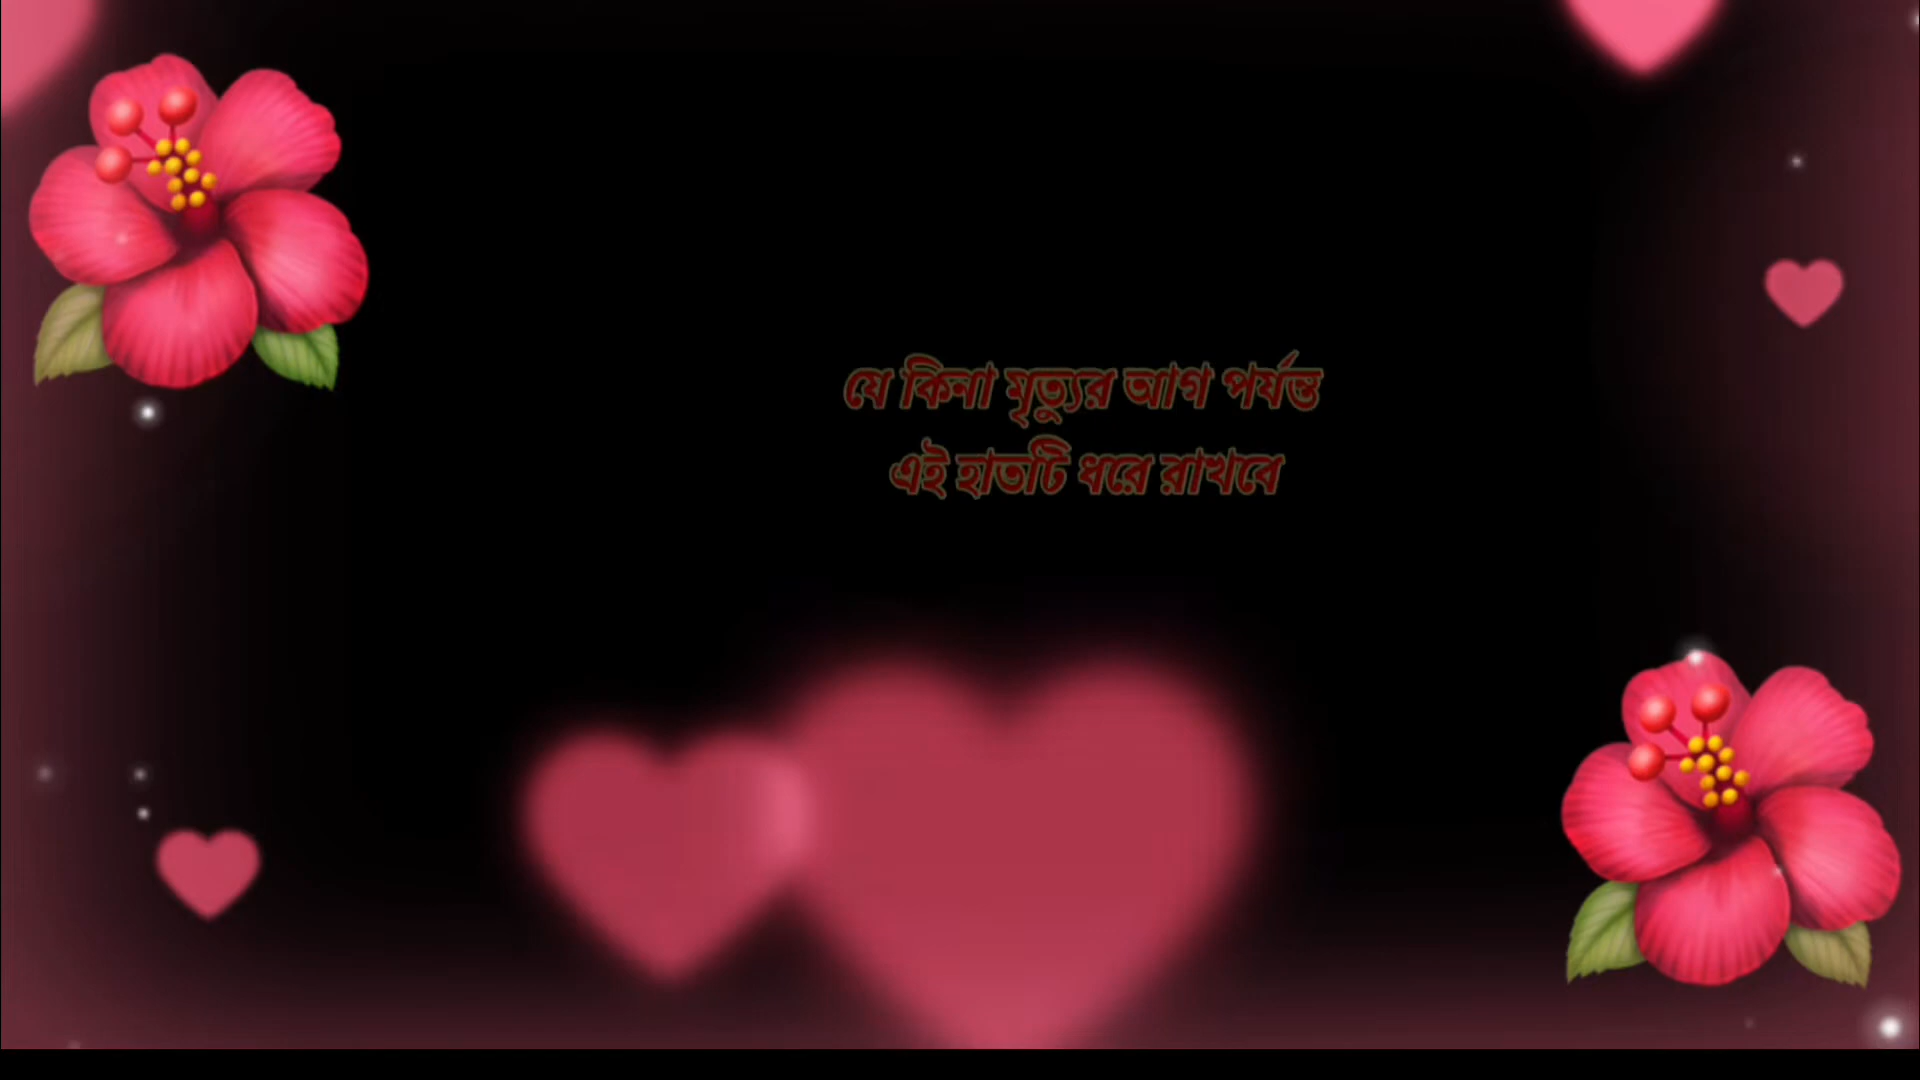 যে কিনা মৃত্যুর আগ পর্যন্ত
এই হাতটি ধরে রাখবে